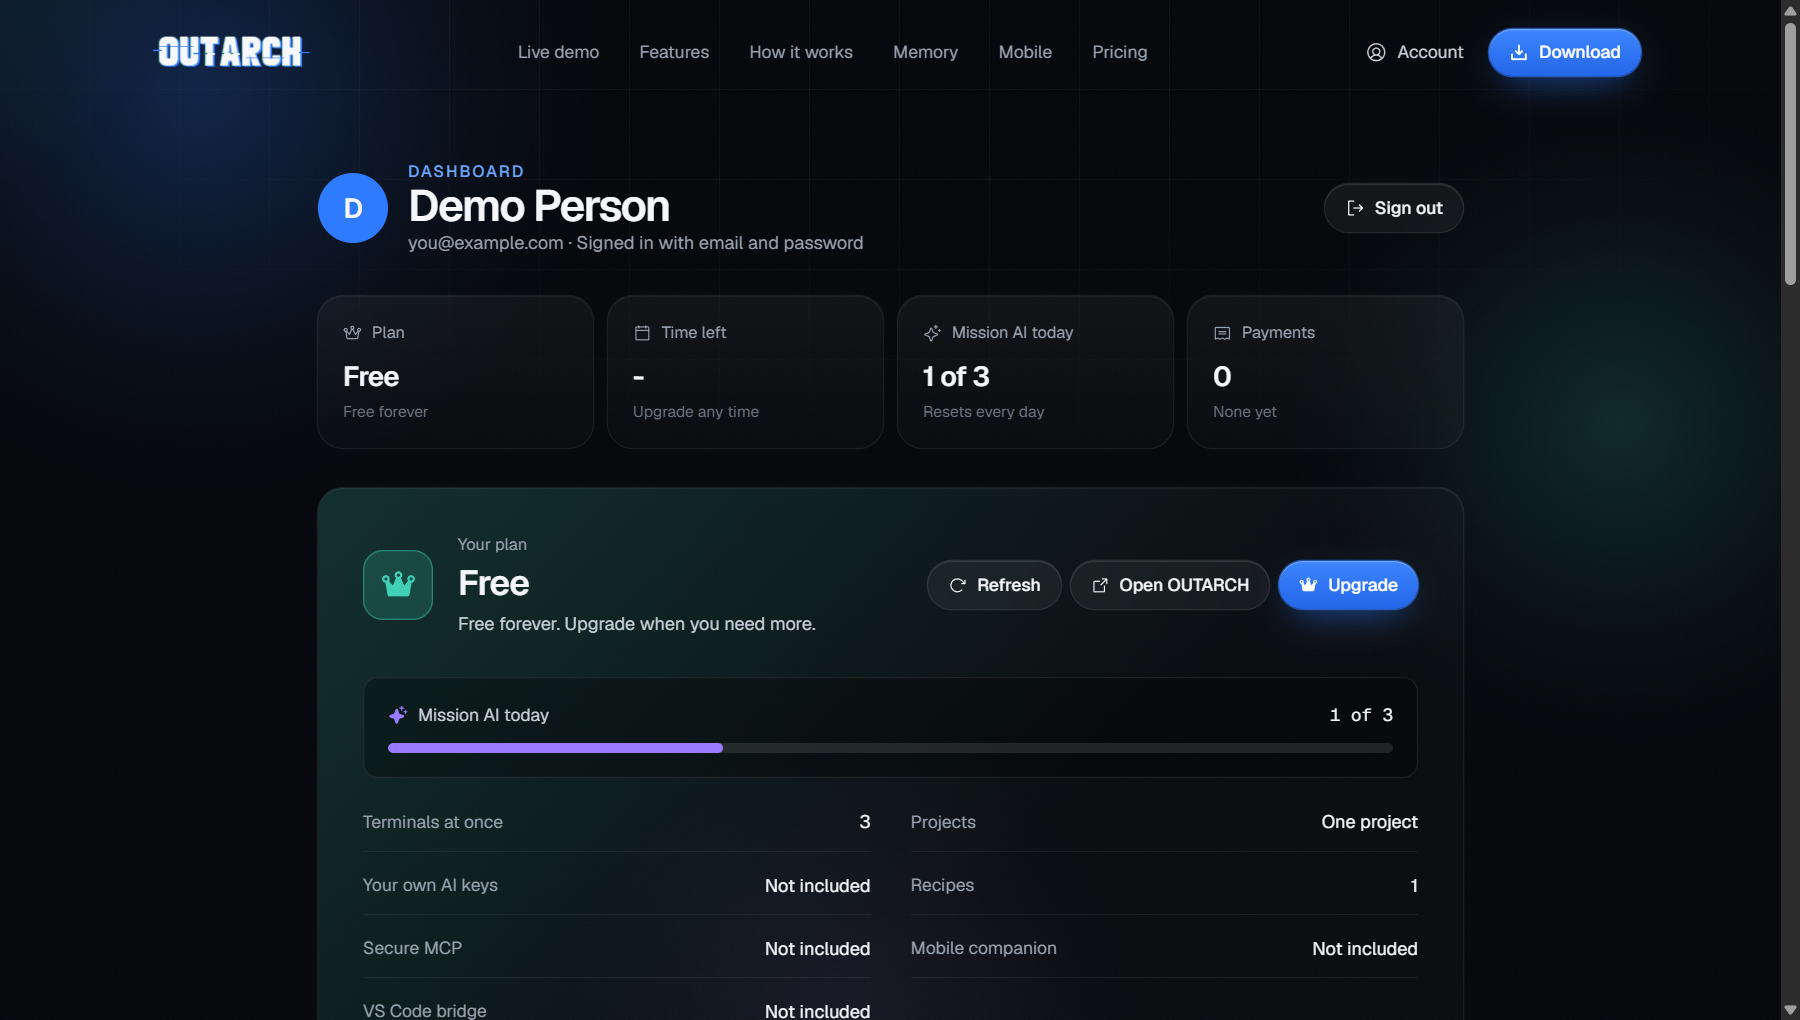 OUTARCH
Live demo
Features
How it works
Memory
Mobile
Pricing
Account
Download
DASHBOARD
D
Demo Person
you@example.com · Signed in with email and password
Sign out
Plan
Free
Free forever
Time left
-
Upgrade any time
Mission AI today
1 of 3
Resets every day
Payments
0
None yet
Your plan
Free
Free forever. Upgrade when you need more.
Refresh
Open OUTARCH
Upgrade
Mission AI today
1 of 3
Terminals at once
3
Projects
One project
Your own AI keys
Not included
Recipes
1
Secure MCP
Not included
Mobile companion
Not included
VS Code bridge
Not included